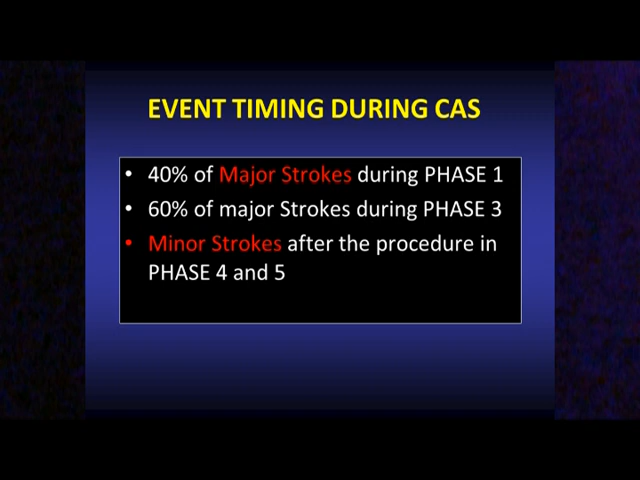 EVENT TIMING DURING CAS
• 40% of Major Strokes during PHASE 1
• 60% of major Strokes during PHASE 3
• Minor Strokes after the procedure in
PHASE 4 and 5